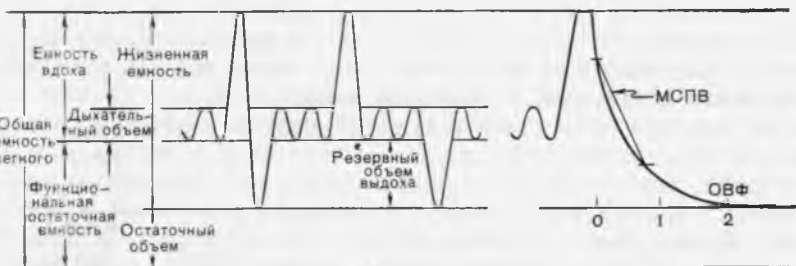 Емкость
вдоха
Жизненная
емкость
Дыхатель-
ный объем
Общая
емкость
легкого
Функцио-
нальная
остаточная
емкость
Остаточный
объем
Резервный
объем
выдоха
МСПВ
ОВФ
0 1 2